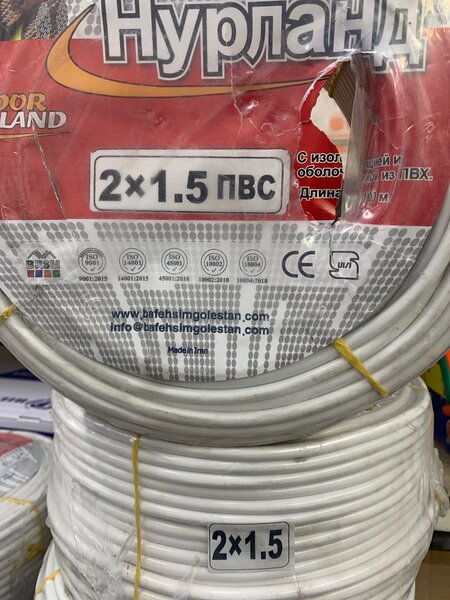 Нурланд
DOOR
LAND
2×1.5 ПВС
С изол
цией и
оболоч
из ПВХ.
Длина
м
ISO
9001
9001:2015
ISO
14001
14001:2015
ISO
45001
45001:2018
ISO
10002
10002:2018
ISO
10004
10004:2018
CE
www.bafehsimgolestan.com
info@bafehsimgolestan.com
Made in Iran
2×1.5